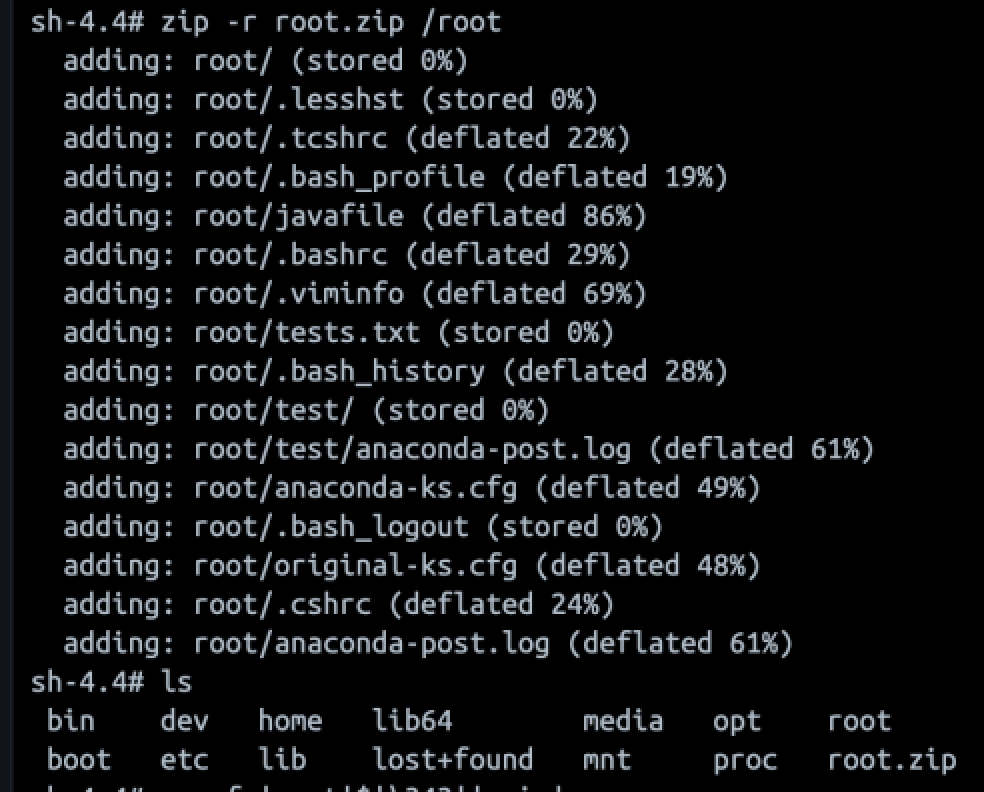 sh-4.4# zip -r root.zip /root
  adding: root/ (stored 0%)
  adding: root/.lesshst (stored 0%)
  adding: root/.tcshrc (deflated 22%)
  adding: root/.bash_profile (deflated 19%)
  adding: root/javafile (deflated 86%)
  adding: root/.bashrc (deflated 29%)
  adding: root/.viminfo (deflated 69%)
  adding: root/tests.txt (stored 0%)
  adding: root/.bash_history (deflated 28%)
  adding: root/test/ (stored 0%)
  adding: root/test/anaconda-post.log (deflated 61%)
  adding: root/anaconda-ks.cfg (deflated 49%)
  adding: root/.bash_logout (stored 0%)
  adding: root/original-ks.cfg (deflated 48%)
  adding: root/.cshrc (deflated 24%)
  adding: root/anaconda-post.log (deflated 61%)
sh-4.4# ls
 bin    dev   home   lib64        media   opt    root
 boot   etc   lib    lost+found   mnt     proc   root.zip